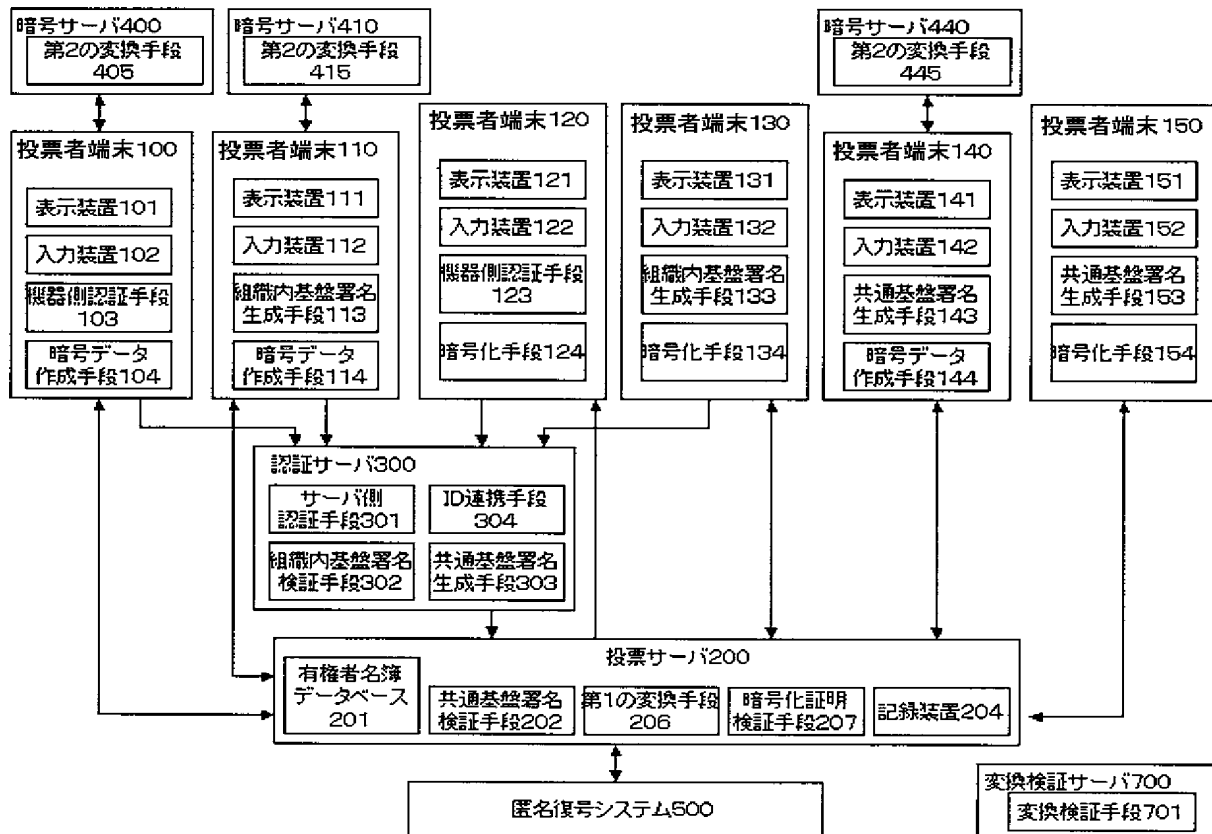 暗号サーバ400
第2の変換手段
405
暗号サーバ410
第2の変換手段
415
暗号サーバ440
第2の変換手段
445
投票者端末100
表示装置101
入力装置102
機器側認証手段
103
暗号データ
作成手段104
投票者端末110
表示装置111
入力装置112
組織内基盤署名
生成手段113
暗号データ
作成手段114
投票者端末120
表示装置121
入力装置122
機器側認証手段
123
暗号化手段124
投票者端末130
表示装置131
入力装置132
組織内基盤署名
生成手段133
暗号化手段134
投票者端末140
表示装置141
入力装置142
共通基盤署名
生成手段143
暗号データ
作成手段144
投票者端末150
表示装置151
入力装置152
共通基盤署名
生成手段153
暗号化手段154
認証サーバ300
サーバ側
認証手段301
ID連携手段
304
組織内基盤署名
検証手段302
共通基盤署名
生成手段303
投票サーバ200
有権者名簿
データベース
201
共通基盤署名
検証手段202
第1の変換手段
206
暗号化証明
検証手段207
記録装置204
匿名復号システム500
変換検証サーバ700
変換検証手段701